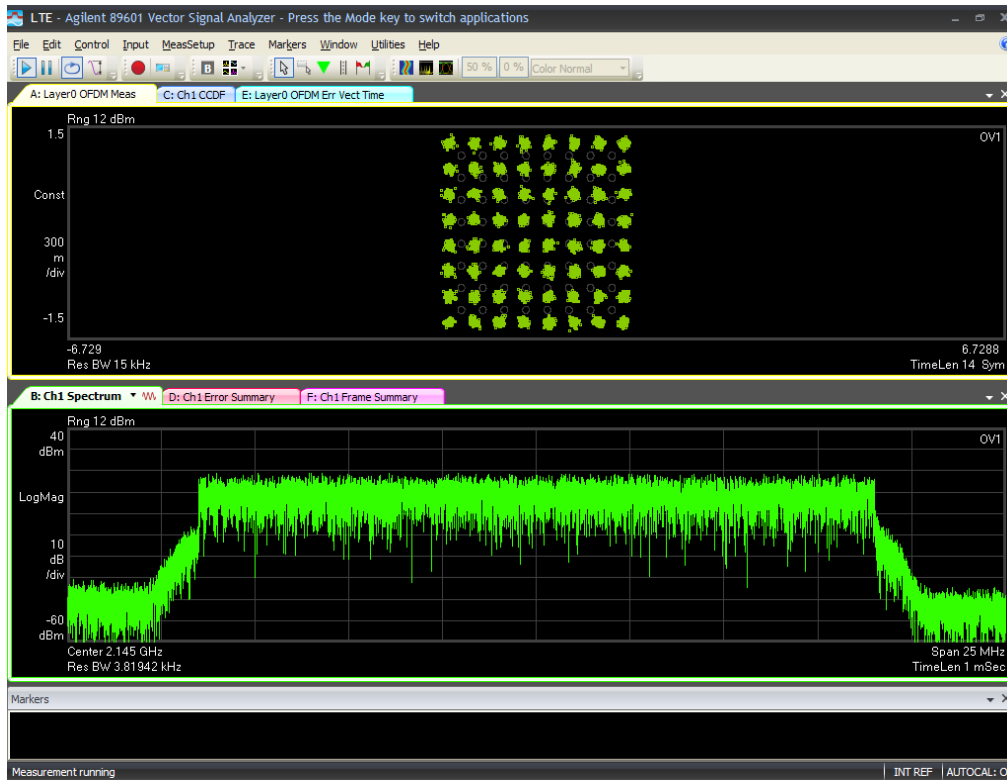 LTE - Agilent 89601 Vector Signal Analyzer - Press the Mode key to switch applications
File Edit Control Input MeasSetup Trace Markers Window Utilities Help
B 50 % 0 % Color Normal
A: Layer0 OFDM Meas C: Ch1 CCDF E: Layer0 OFDM Err Vect Time
Rng 12 dBm
1.5 OV1
Const
300
m
/div
-1.5
-6.729 6.7288
Res BW 15 kHz TimeLen 14 Sym
B: Ch1 Spectrum D: Ch1 Error Summary F: Ch1 Frame Summary
Rng 12 dBm
40 OV1
dBm
LogMag
10
dB
/div
-60
dBm
Center 2.145 GHz Span 25 MHz
Res BW 3.81942 kHz TimeLen 1 mSec
Markers
Measurement running INT REF AUTOCAL: